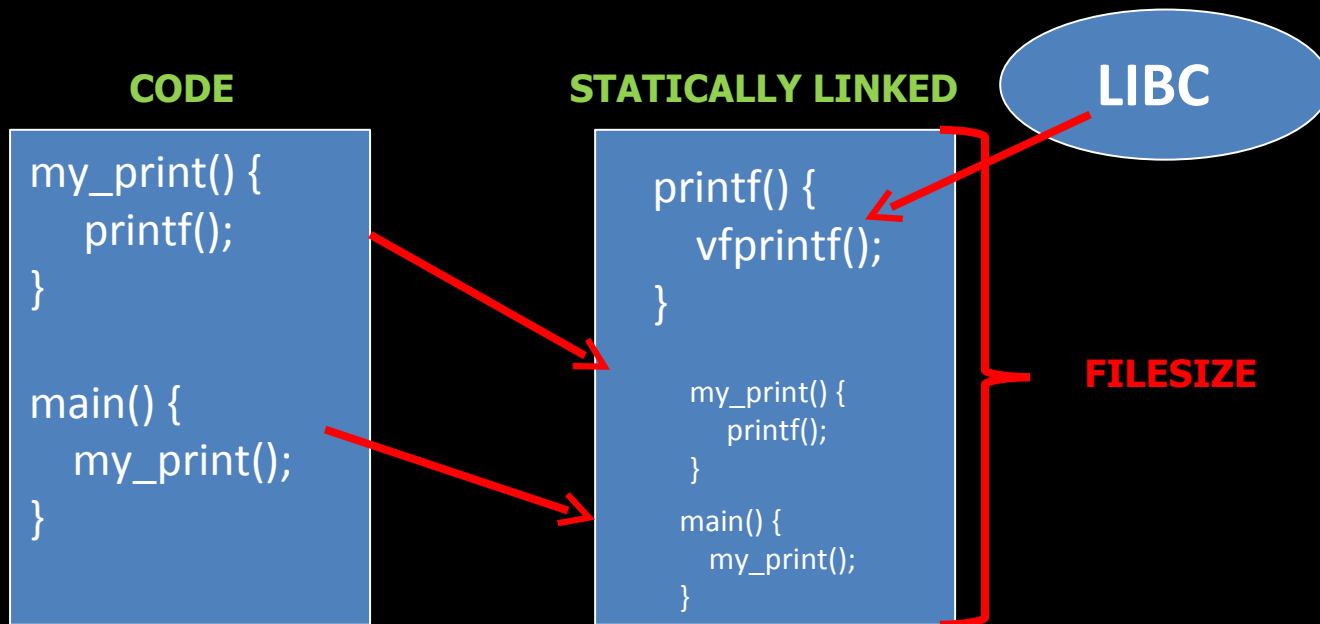 CODE
my_print() {
printf();
}
main() {
my_print();
}
STATICALLY LINKED
printf() {
vfprintf();
}
my_print() {
printf();
}
main() {
my_print();
}
LIBC
FILESIZE